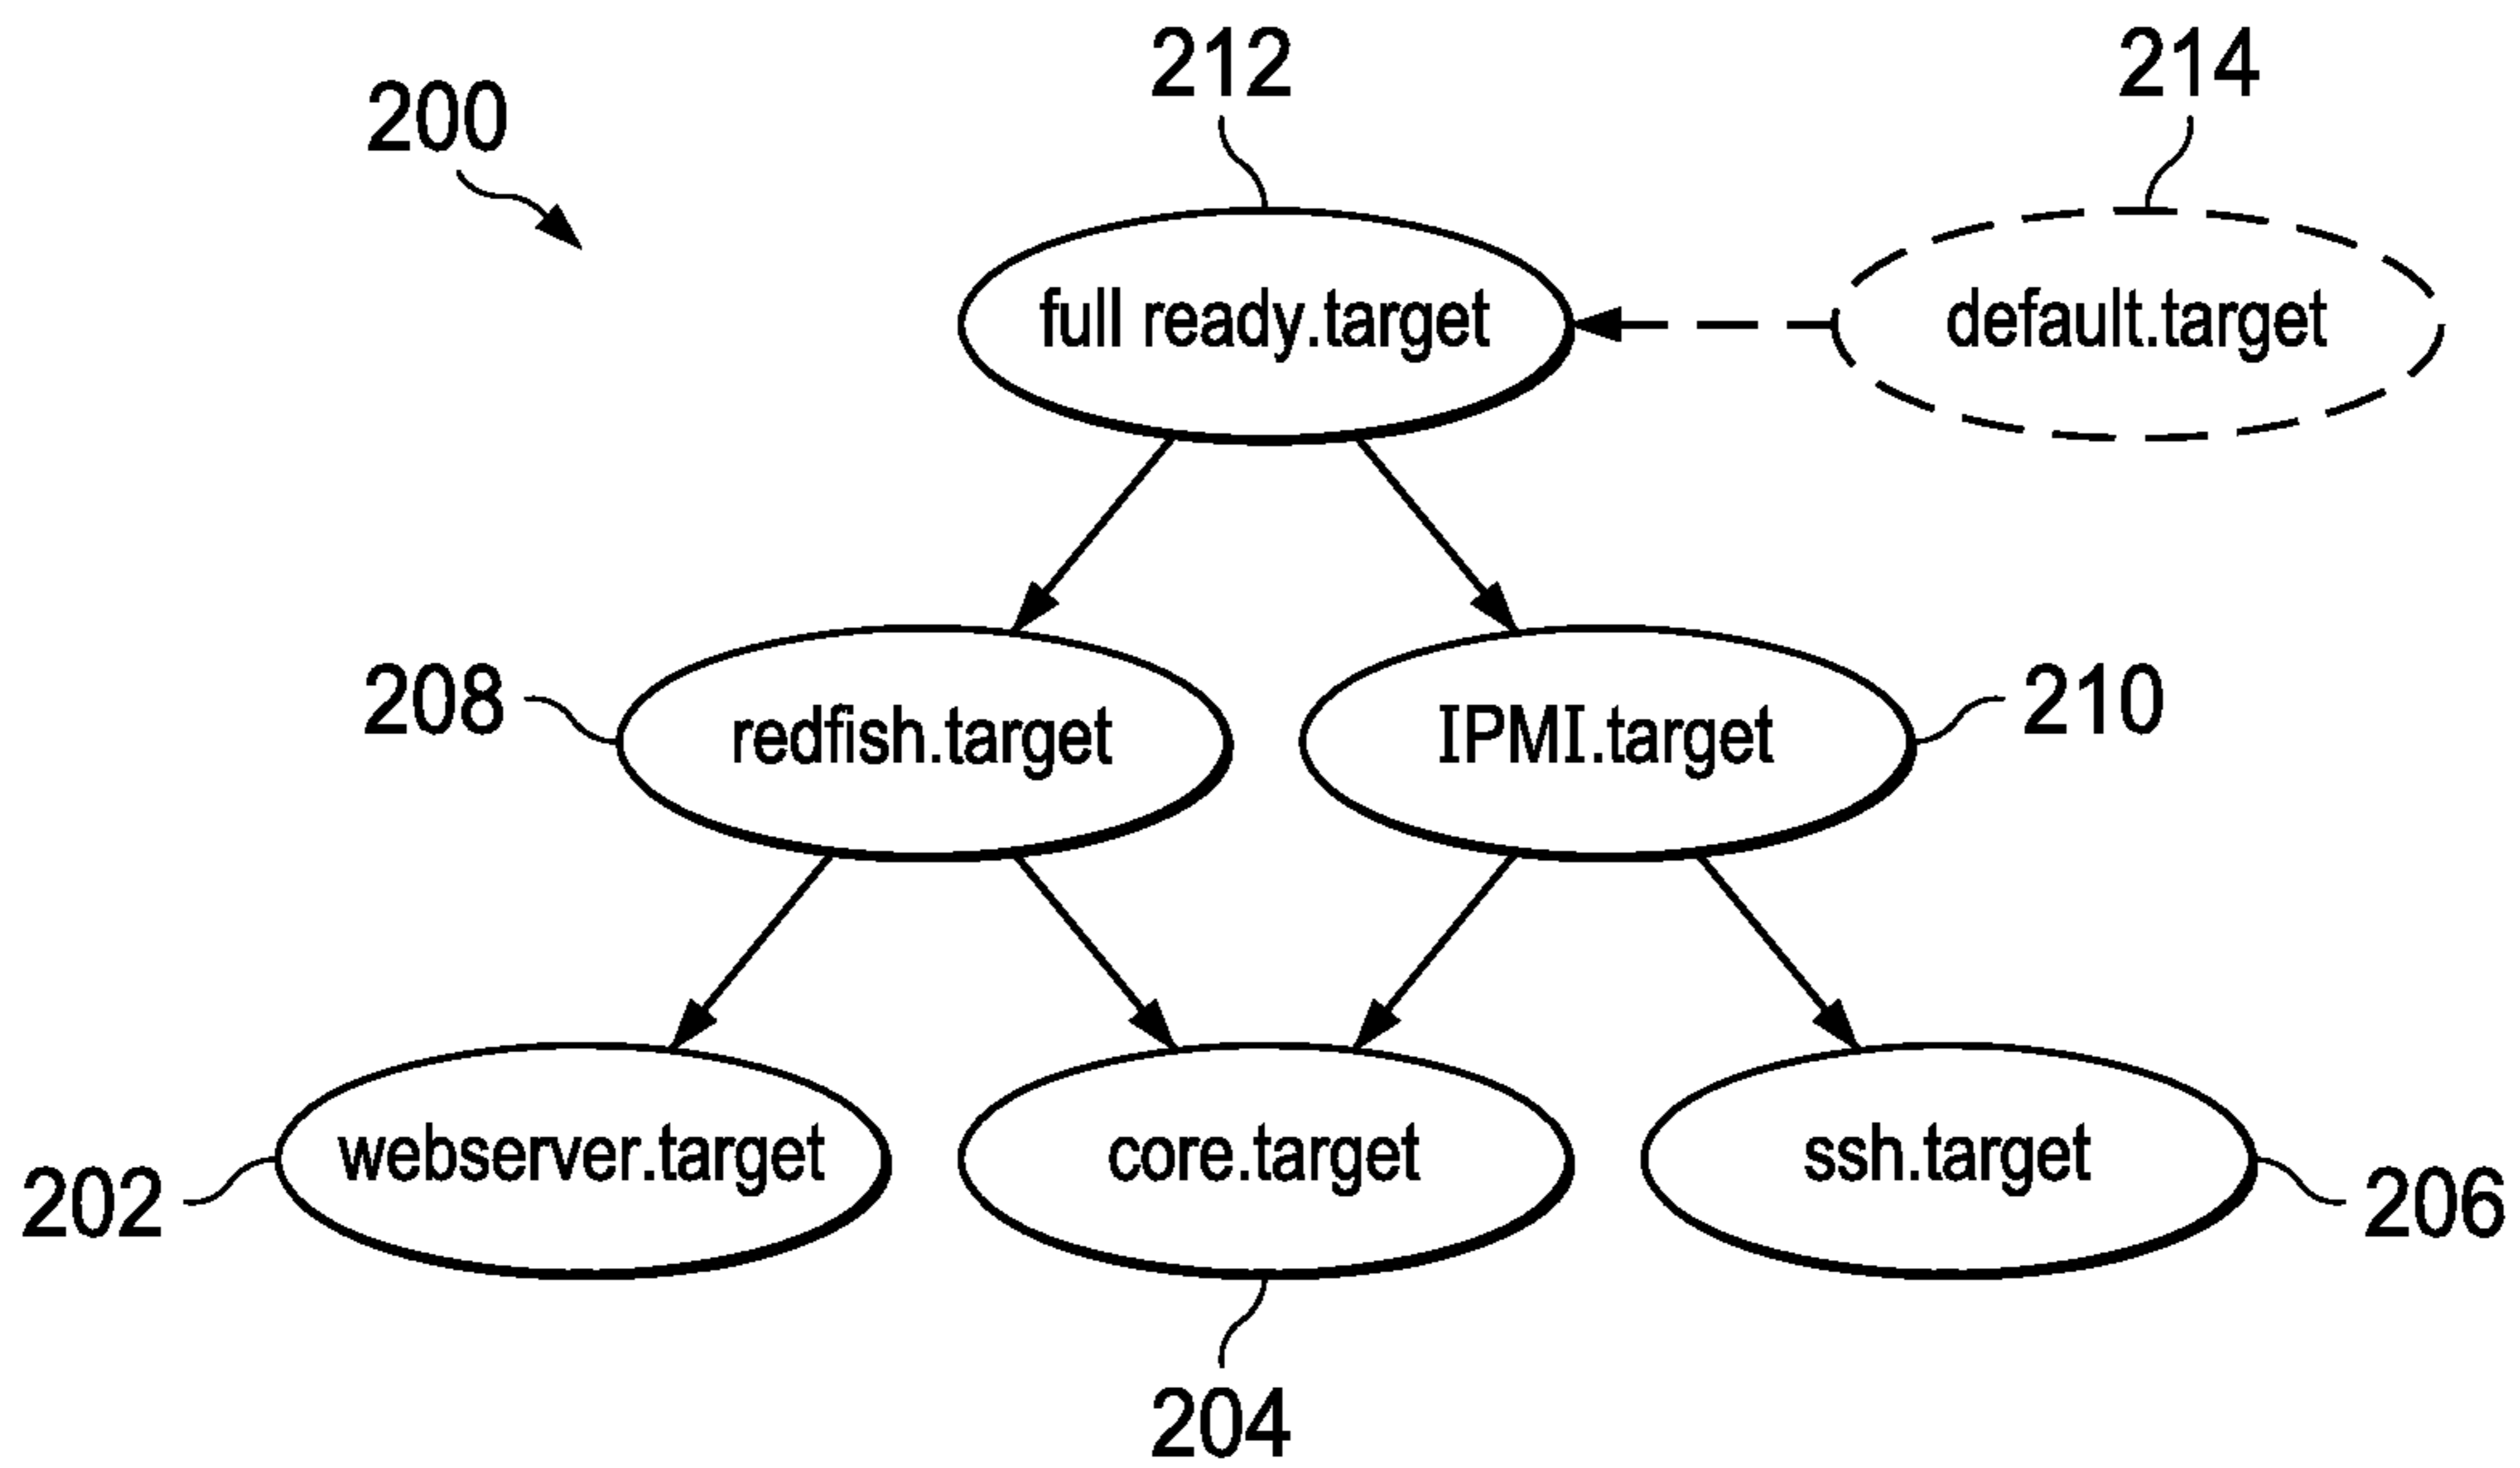 212
214
200
full ready.target
default.target
208
redfish.target
IPMI.target
210
webserver.target
core.target
ssh.target
202
206
204